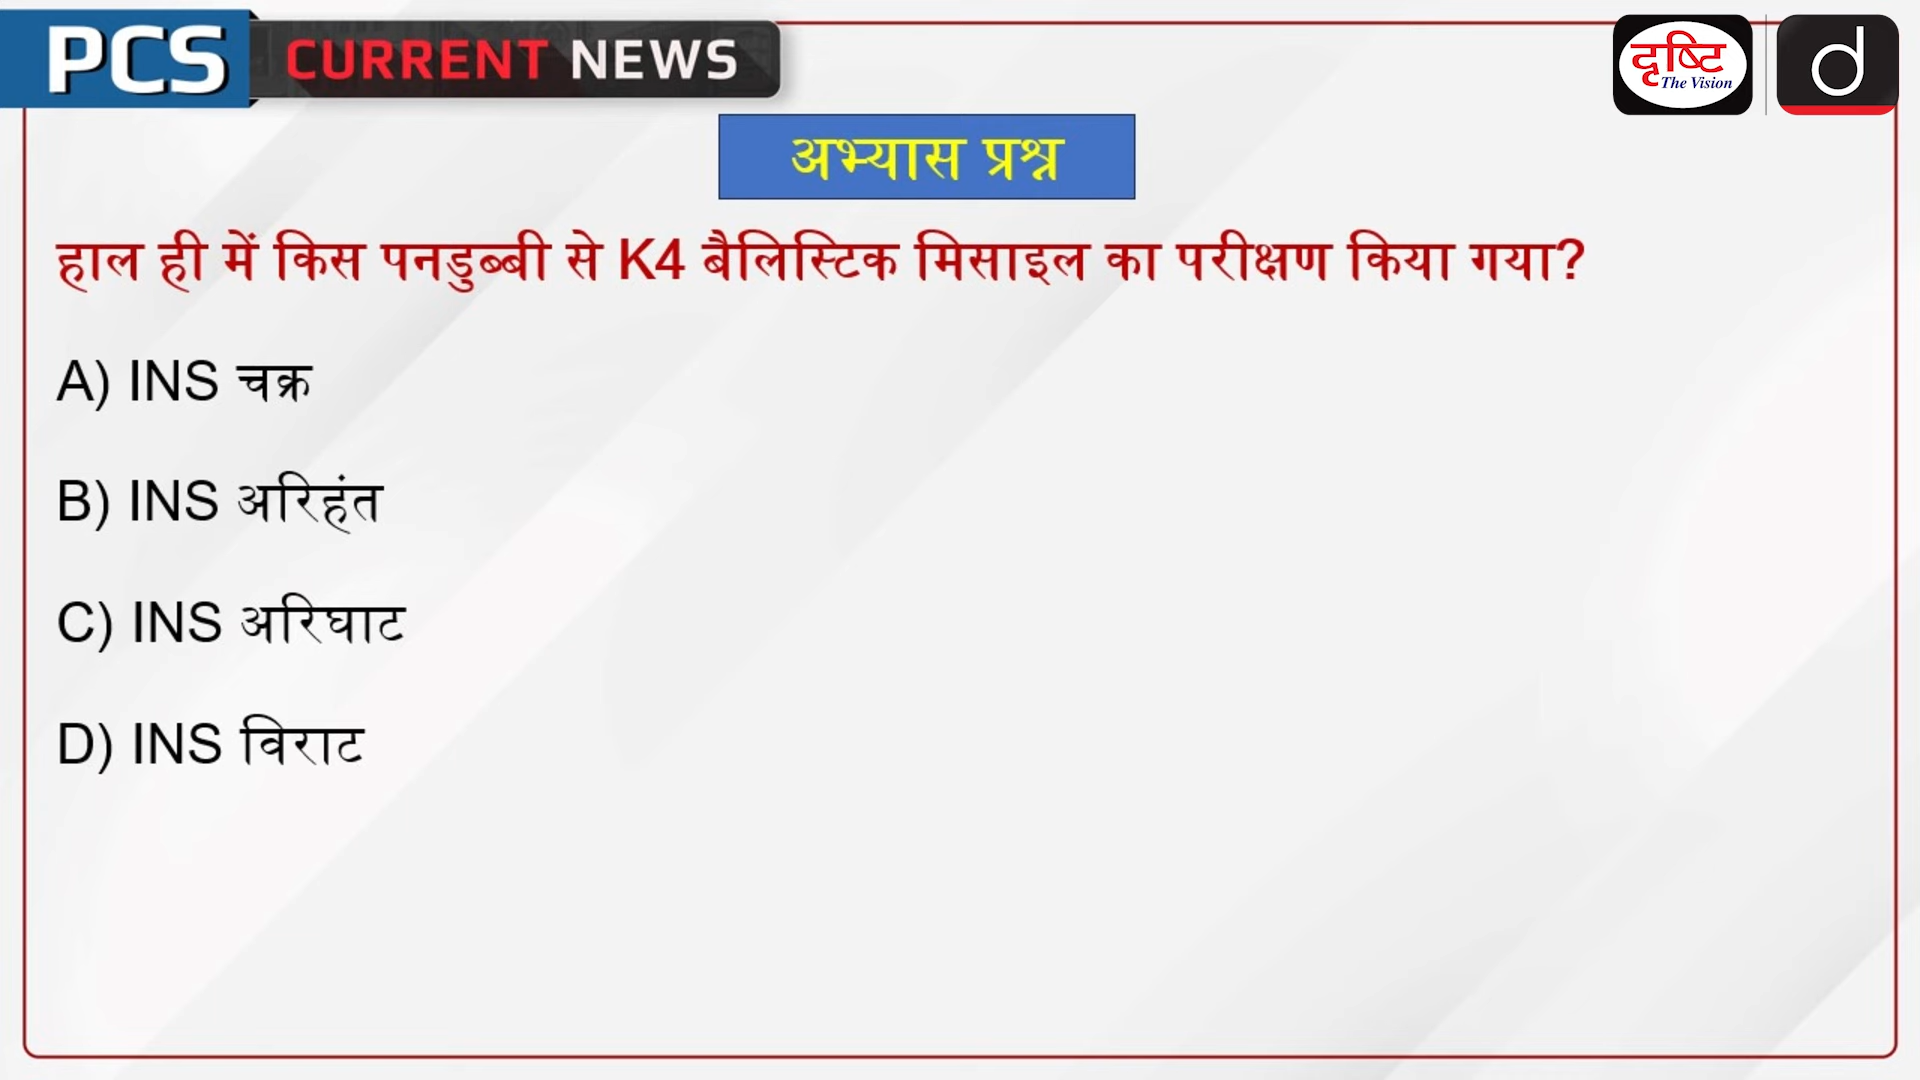 PCS CURRENT NEWS
दृष्टि
The Vision
d
अभ्यास प्रश्न
हाल ही में किस पनडुब्बी से K4 बैलिस्टिक मिसाइल का परीक्षण किया गया?
A) INS चक्र
B) INS अरिहंत
C) INS अरिघाट
D) INS विराट